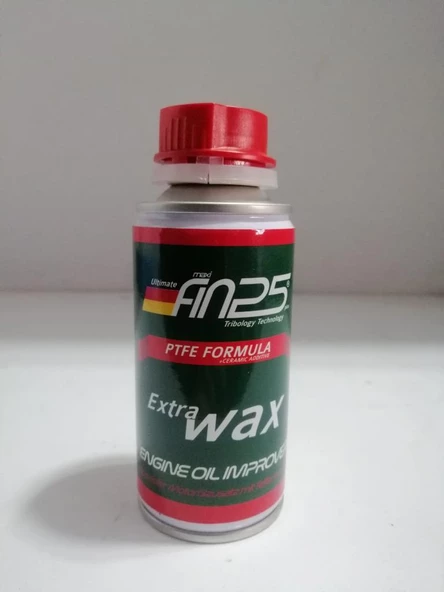 maxi
Ultimate
FIN25
Tribology Technology
PTFE FORMULA
+CERAMIC ADDITIVE
Extra
wax
ENGINE OIL IMPROVE